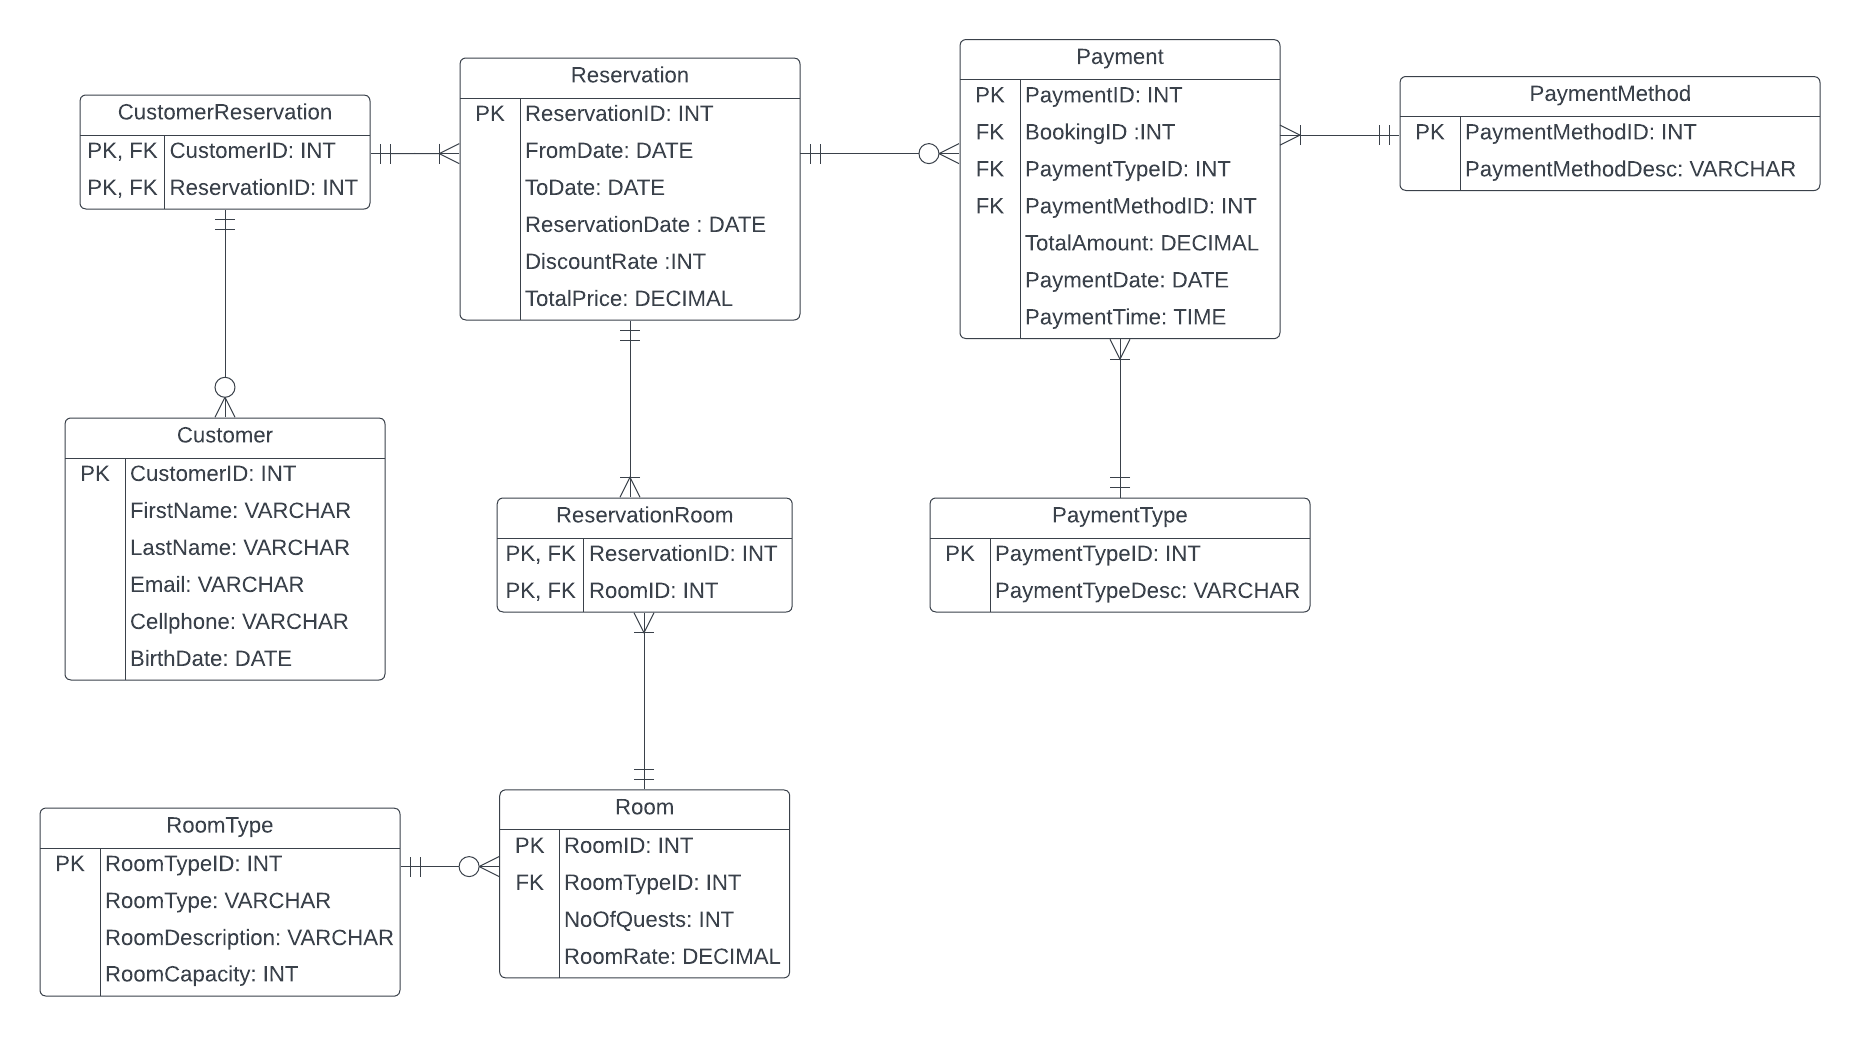 CustomerReservation
PK, FK CustomerID: INT
PK, FK ReservationID: INT
Reservation
PK ReservationID: INT
FromDate: DATE
ToDate: DATE
ReservationDate : DATE
DiscountRate :INT
TotalPrice: DECIMAL
Payment
PK PaymentID: INT
FK BookingID :INT
FK PaymentTypeID: INT
FK PaymentMethodID: INT
TotalAmount: DECIMAL
PaymentDate: DATE
PaymentTime: TIME
PaymentMethod
PK PaymentMethodID: INT
PaymentMethodDesc: VARCHAR
Customer
PK CustomerID: INT
FirstName: VARCHAR
LastName: VARCHAR
Email: VARCHAR
Cellphone: VARCHAR
BirthDate: DATE
ReservationRoom
PK, FK ReservationID: INT
PK, FK RoomID: INT
PaymentType
PK PaymentTypeID: INT
PaymentTypeDesc: VARCHAR
RoomType
PK RoomTypeID: INT
RoomType: VARCHAR
RoomDescription: VARCHAR
RoomCapacity: INT
Room
PK RoomID: INT
FK RoomTypeID: INT
NoOfQuests: INT
RoomRate: DECIMAL